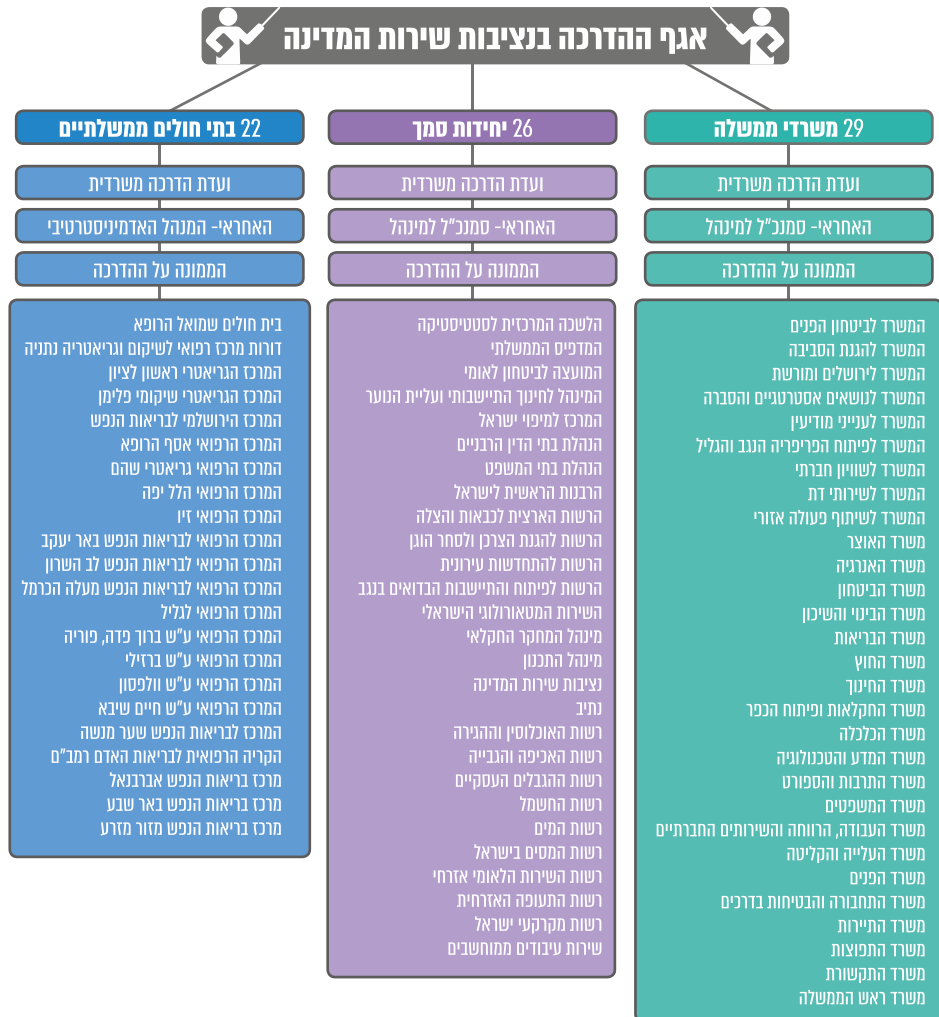 אגף ההדרכה בנציבות שירות המדינה
29 משרדי ממשלה
ועדת הדרכה משרדית
האחראי- סמנכ"ל למינהל
הממונה על ההדרכה
המשרד לביטחון הפנים
המשרד להגנת הסביבה
המשרד לירושלים ומורשת
המשרד לנושאים אסטרטגיים והסברה
המשרד לענייני מודיעין
המשרד לפיתוח הפריפריה הנגב והגליל
המשרד לשוויון חברתי
המשרד לשירותי דת
המשרד לשיתוף פעולה אזורי
משרד האוצר
משרד האנרגיה
משרד הביטחון
משרד הבינוי והשיכון
משרד הבריאות
משרד החוץ
משרד החינוך
משרד החקלאות ופיתוח הכפר
משרד הכלכלה
משרד המדע והטכנולוגיה
משרד התרבות והספורט
משרד המשפטים
משרד העבודה, הרווחה והשירותים החברתיים
משרד העלייה והקליטה
משרד הפנים
משרד התחבורה והבטיחות בדרכים
משרד התיירות
משרד התפוצות
משרד התקשורת
משרד ראש הממשלה
26 יחידות סמך
ועדת הדרכה משרדית
האחראי- סמנכ"ל למינהל
הממונה על ההדרכה
הלשכה המרכזית לסטטיסטיקה
המדפיס הממשלתי
המועצה לביטחון לאומי
המינהל לחינוך התיישבותי ועליית הנוער
המרכז למיפוי ישראל
הנהלת בתי הדין הרבניים
הנהלת בתי המשפט
הרבנות הראשית לישראל
הרשות הארצית לכבאות והצלה
הרשות להגנת הצרכן ולסחר הוגן
הרשות להתחדשות עירונית
הרשות לפיתוח והתיישבות הבדואים בנגב
השירות המטאורולוגי הישראלי
מינהל המחקר החקלאי
מינהל התכנון
נציבות שירות המדינה
נתיב
רשות האוכלוסין וההגירה
רשות האכיפה והגבייה
רשות ההגבלים העסקיים
רשות החשמל
רשות המים
רשות המסים בישראל
רשות השירות הלאומי אזרחי
רשות התעופה האזרחית
רשות מקרקעי ישראל
שירות עיבודים ממוחשבים
22 בתי חולים ממשלתיים
ועדת הדרכה משרדית
האחראי- המנהל האדמיניסטרטיבי
הממונה על ההדרכה
בית חולים שמואל הרופא
דורות מרכז רפואי לשיקום וגריאטריה נתניה
המרכז הגריאטרי ראשון לציון
המרכז הגריאטרי שיקומי פלימן
המרכז הירושלמי לבריאות הנפש
המרכז הרפואי אסף הרופא
המרכז הרפואי גריאטרי שהם
המרכז הרפואי הלל יפה
המרכז הרפואי זיו
המרכז הרפואי לבריאות הנפש באר יעקב
המרכז הרפואי לבריאות הנפש לב השרון
המרכז הרפואי לבריאות הנפש מעלה הכרמל
המרכז הרפואי לגליל
המרכז הרפואי ע"ש ברוך פדה, פוריה
המרכז הרפואי ע"ש ברזילי
המרכז הרפואי ע"ש וולפסון
המרכז הרפואי ע"ש חיים שיבא
המרכז לבריאות הנפש שער מנשה
הקריה הרפואית לבריאות האדם רמב"ם
מרכז בריאות הנפש אברבנאל
מרכז בריאות הנפש באר שבע
מרכז בריאות הנפש מזור מזרע